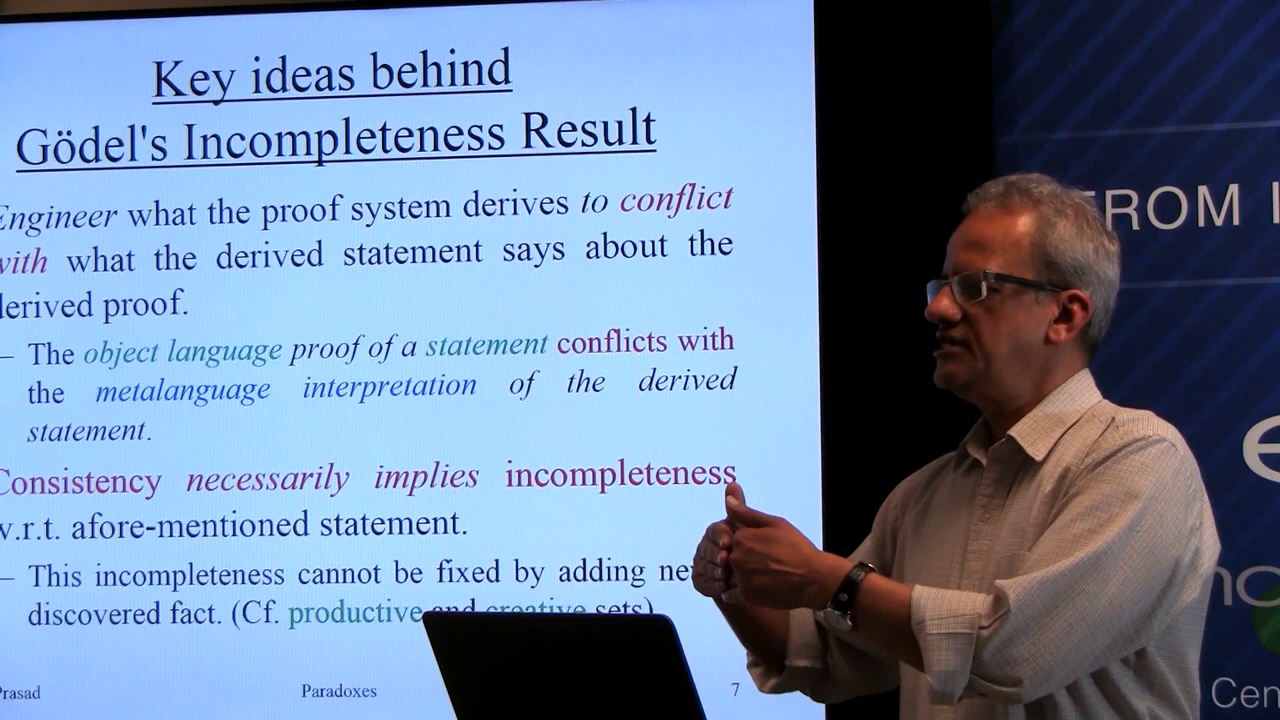 Key ideas behind
Gödel's Incompleteness Result
Engineer what the proof system derives to conflict
with what the derived statement says about the
derived proof.
– The object language proof of a statement conflicts with
the metalanguage interpretation of the derived
statement.
Consistency necessarily implies incompleteness
w.r.t. afore-mentioned statement.
– This incompleteness cannot be fixed by adding
discovered fact. (Cf. productive and creative sets)
Prasad
Paradoxes
7
FROM
Cen